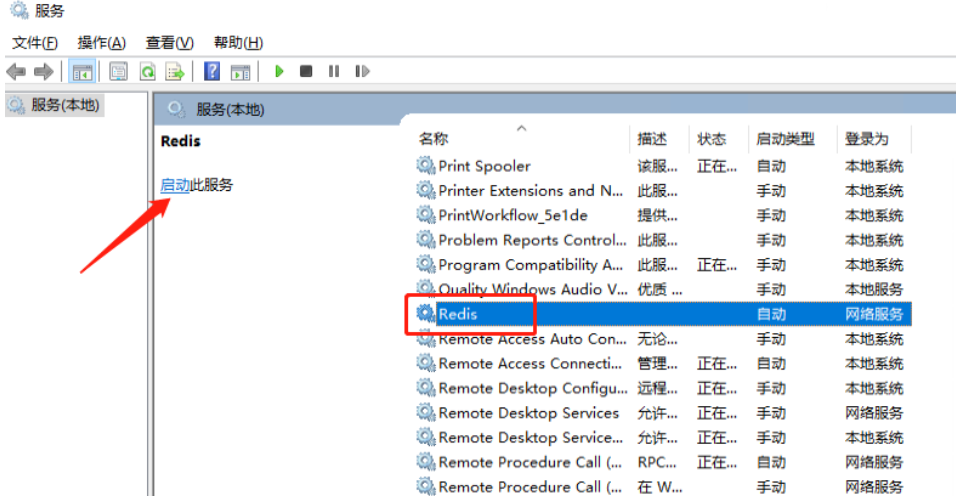 服务
文件(F) 操作(A) 查看(V) 帮助(H)
服务(本地)
服务(本地)
Redis
启动此服务
名称 描述 状态 启动类型 登录为
Print Spooler 该服... 正在... 自动 本地系统
Printer Extensions and N... 此服... 手动 本地系统
PrintWorkflow_5e1de 提供... 手动 本地系统
Problem Reports Control... 此服... 手动 本地系统
Program Compatibility A... 此服... 正在... 手动 本地系统
Quality Windows Audio V... 优质 ... 手动 本地服务
Redis 自动 网络服务
Remote Access Auto Con... 无论... 手动 本地系统
Remote Access Connecti... 管理... 正在... 自动 本地系统
Remote Desktop Configu... 远程... 正在... 手动 本地系统
Remote Desktop Services 允许... 正在... 手动 网络服务
Remote Desktop Service... 允许... 正在... 手动 本地系统
Remote Procedure Call (... RPC... 正在... 自动 网络服务
Remote Procedure Call (... 在 W... 手动 网络服务